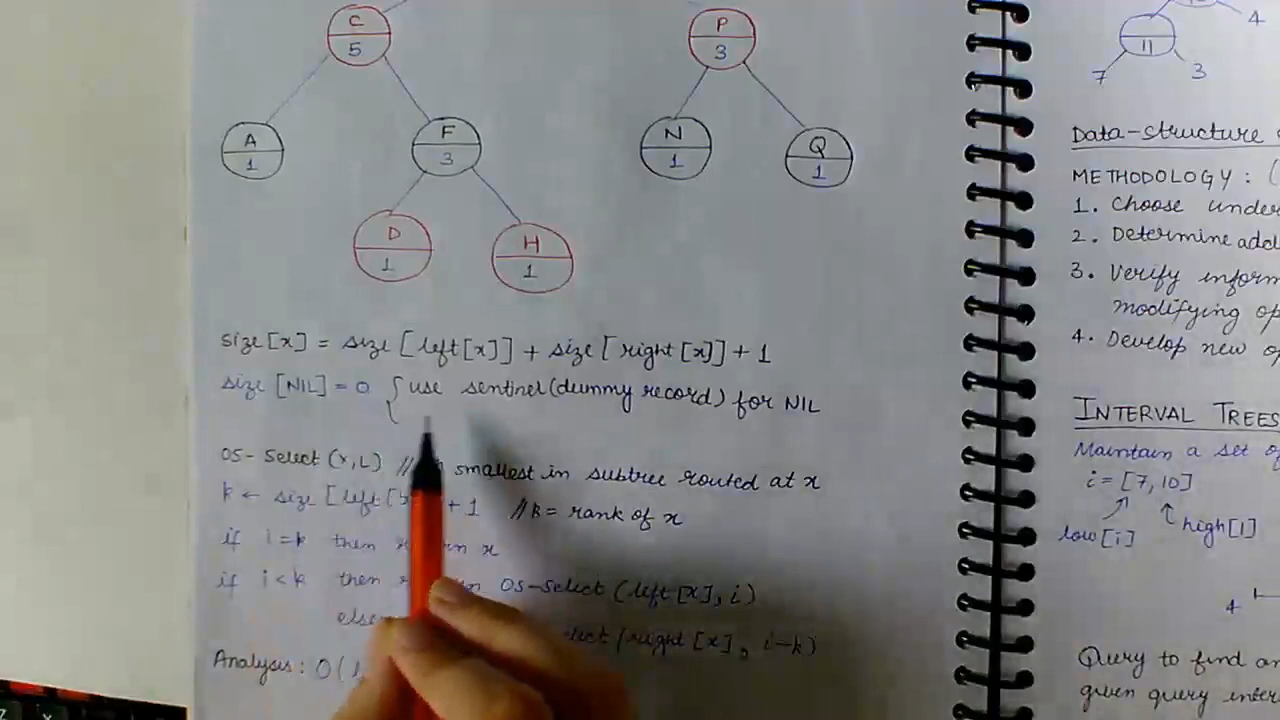 C
5
P
3
A
1
F
3
N
1
Q
1
D
1
H
1
size [x] = size [left[x]] + size [right [x]] + 1
size [NIL] = 0 { use sentinel (dummy record) for NIL
OS- Select (x, L) // smallest in subtree routed at x
k ← size [left [x + 1 // k = rank of x
if i=k then x
if i<k then OS-Select (left [x], i)
else (right [x], i-k)
Analysis: O(
4
11
7 3
Data-structure
METHODOLOGY : (
1. Choose under
2. Determine add
3. Verify inform
modifying op
4. Develop new op
INTERVAL TREES
Maintain a set of
i = [7, 10]
low [i] high [i]
4
Query to find an
given query inter